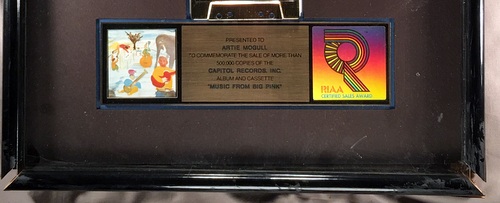 PRESENTED TO
ARTIE MOGULL
TO COMMEMORATE THE SALE OF MORE THAN
500,000 COPIES OF THE
CAPITOL RECORDS, INC.
ALBUM AND CASSETTE
"MUSIC FROM BIG PINK"
RIAA
CERTIFIED SALES AWARD